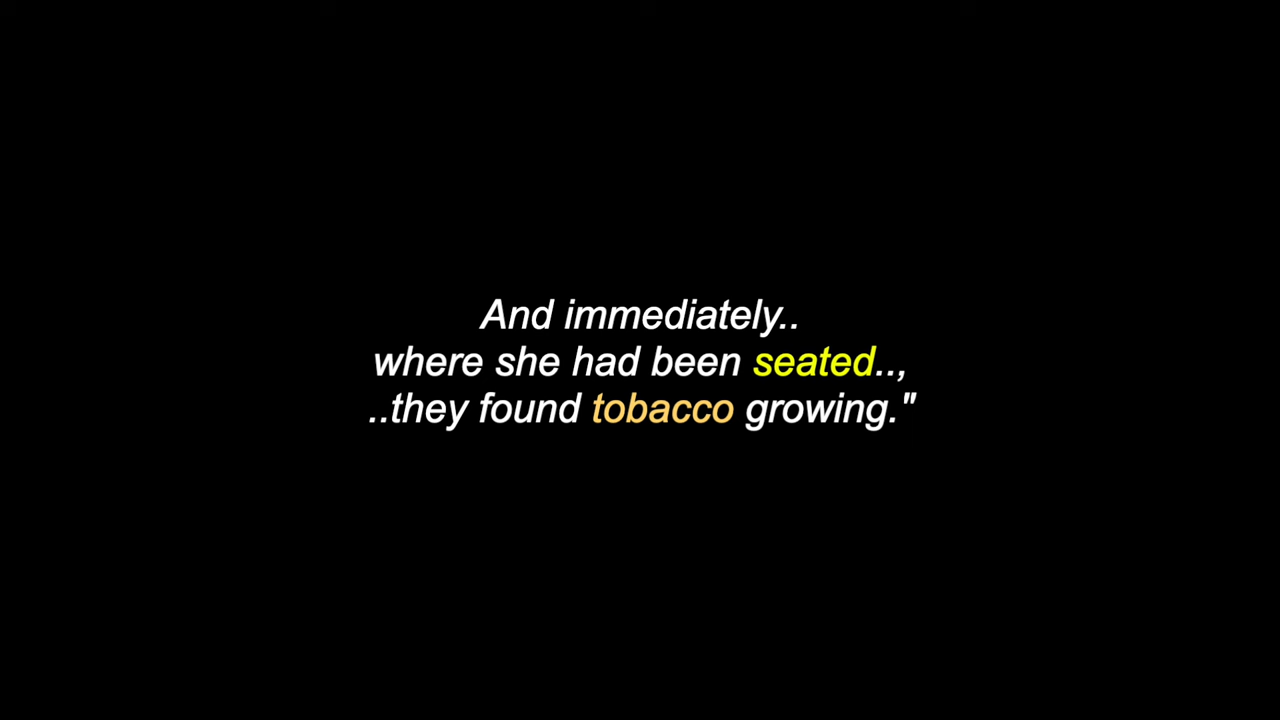 And immediately..
where she had been seated..,
..they found tobacco growing."